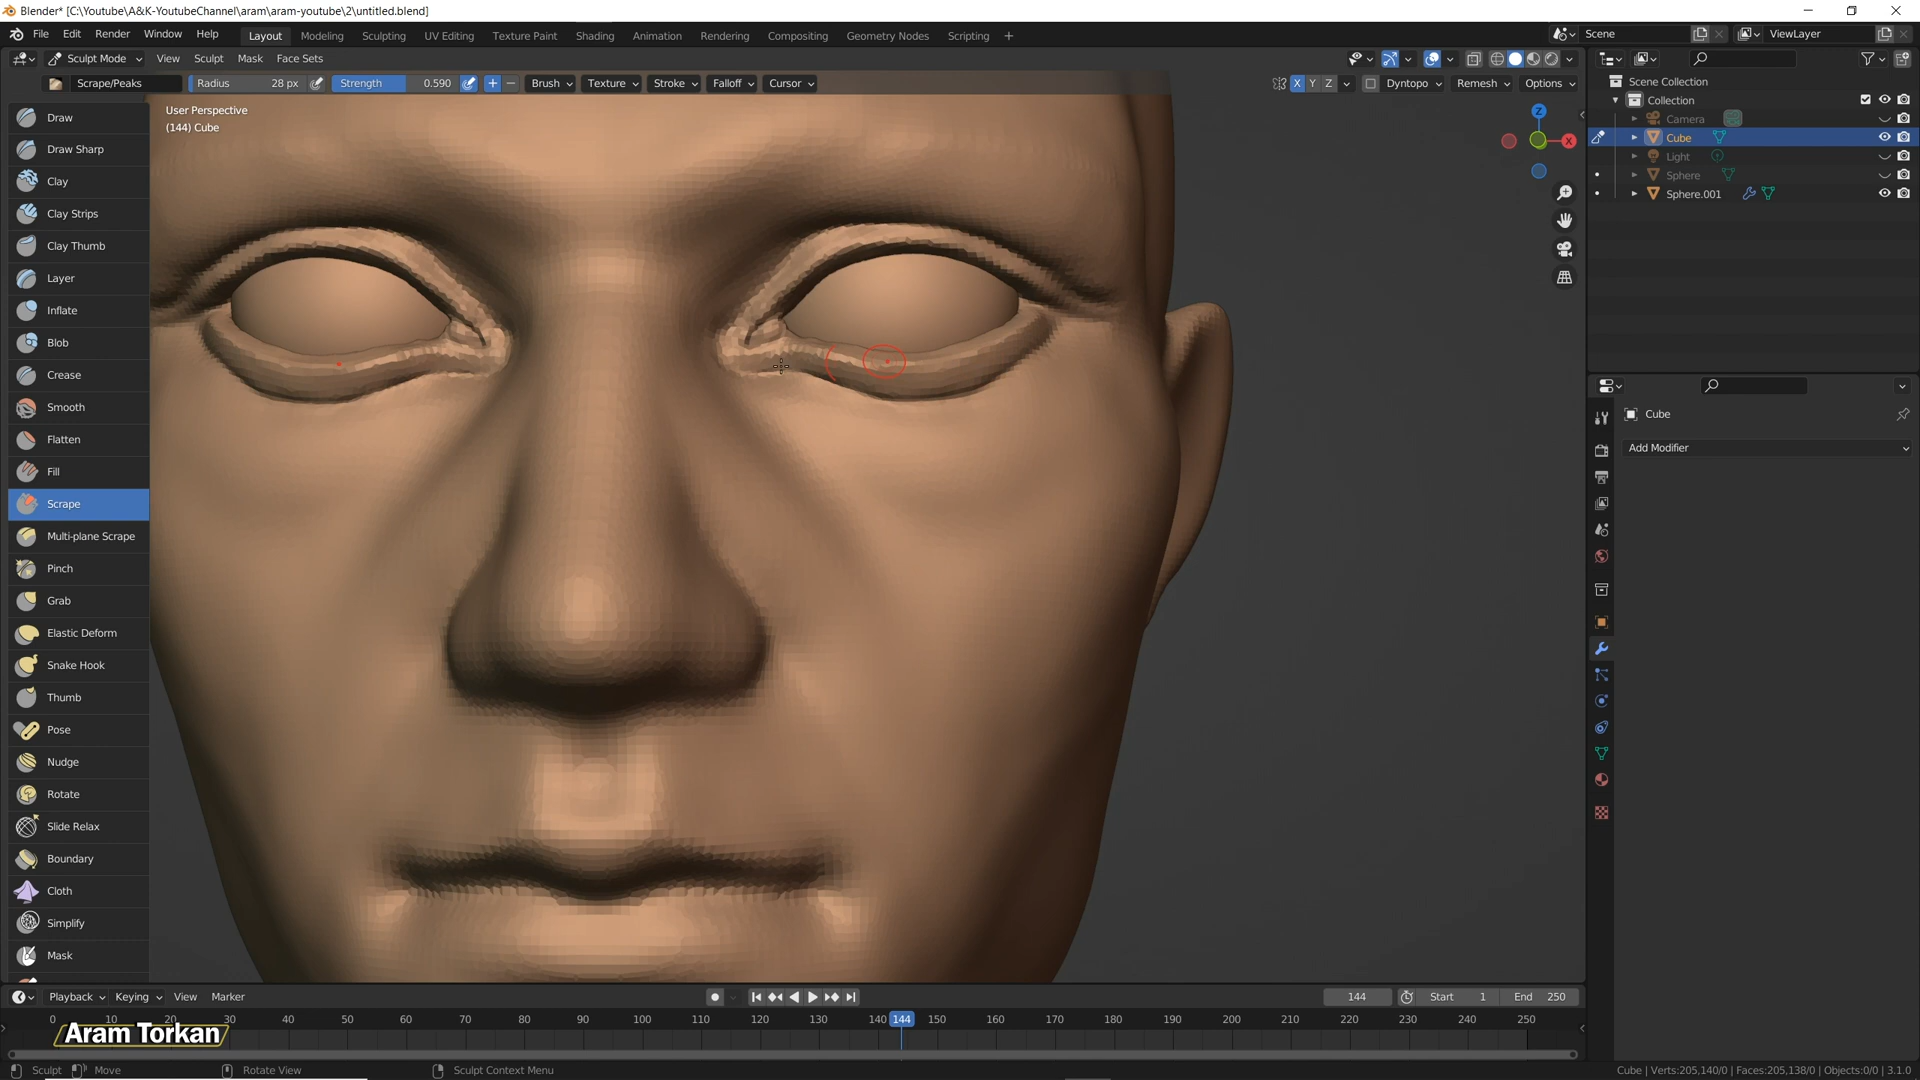 Blender* [C:\Youtube\A&K-YoutubeChannel\aram\aram-youtube\2\untitled.blend]
File Edit Render Window Help Layout Modeling Sculpting UV Editing Texture Paint Shading Animation Rendering Compositing Geometry Nodes Scripting + Scene ViewLayer
Sculpt Mode View Sculpt Mask Face Sets
Scrape/Peaks Radius 28 px Strength 0.590 + − Brush Texture Stroke Falloff Cursor X Y Z Dyntopo Remesh Options
User Perspective
(144) Cube
Z
X
Draw
Draw Sharp
Clay
Clay Strips
Clay Thumb
Layer
Inflate
Blob
Crease
Smooth
Flatten
Fill
Scrape
Multi-plane Scrape
Pinch
Grab
Elastic Deform
Snake Hook
Thumb
Pose
Nudge
Rotate
Slide Relax
Boundary
Cloth
Simplify
Mask
Scene Collection
Collection
Camera
Cube
Light
Sphere
Sphere.001
Cube
Add Modifier
Playback Keying View Marker 144 Start 1 End 250
0 10 20 30 40 50 60 70 80 90 100 110 120 130 140 144 150 160 170 180 190 200 210 220 230 240 250
Aram Torkan
Sculpt Move Rotate View Sculpt Context Menu Cube | Verts:205,140/0 | Faces:205,138/0 | Objects:0/0 | 3.1.0